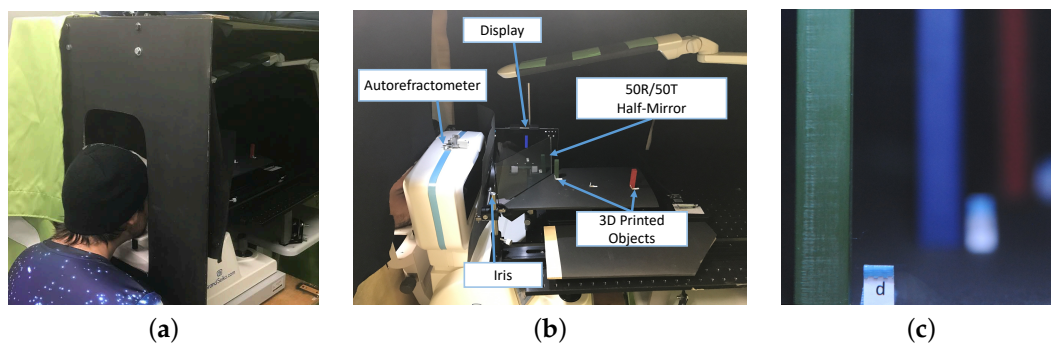 Display
Autorefractometer
50R/50T
Half-Mirror
3D Printed
Objects
Iris
d
(a)
(b)
(c)